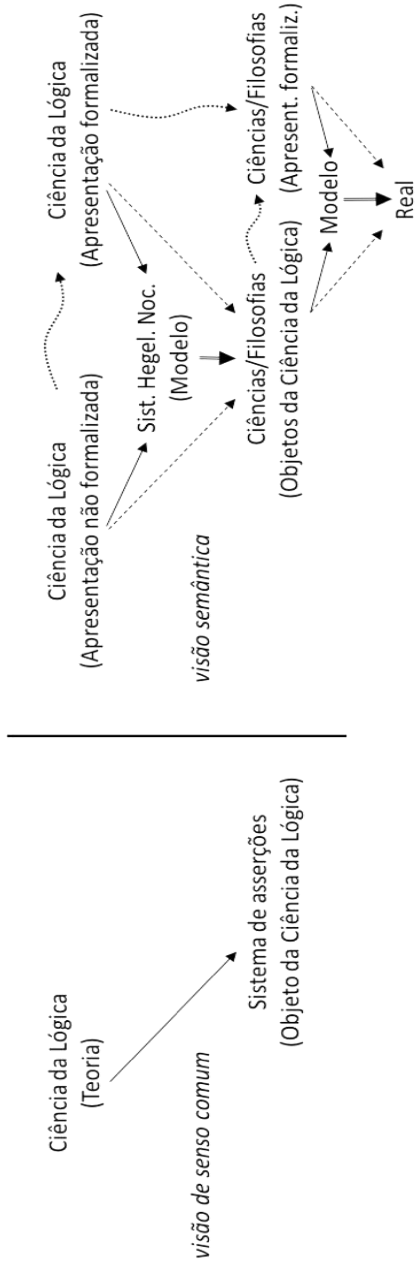 Ciência da Lógica
(Teoria)
Sistema de asserções
(Objeto da Ciência da Lógica)
visão de senso comum
Ciência da Lógica
(Apresentação não formalizada)
Ciência da Lógica
(Apresentação formalizada)
Sist. Hegel. Noc.
(Modelo)
Ciências/Filosofias
(Objetos da Ciência da Lógica)
Ciências/Filosofias
(Apresent. formaliz.)
Modelo
Real
visão semântica